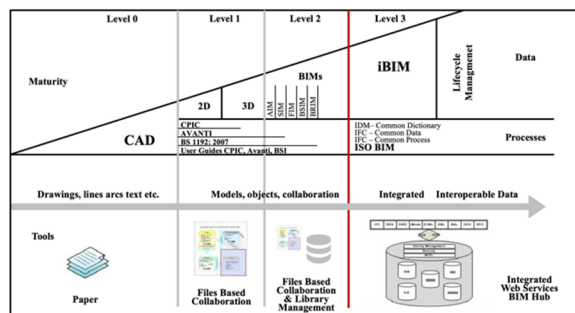 Level 0
Level 1
Level 2
Level 3
Maturity
2D
3D
BIMs
AIM
SIM
FIM
BSIM
BRIM
iBIM
Lifecycle
Managmenet
Data
CAD
CPIC
AVANTI
BS 1192: 2007
User Guides CPIC, Avanti, BSI
IDM– Common Dictionary
IFC – Common Data
IFC – Common Process
ISO BIM
Processes
Drawings, lines arcs text etc.
Models, objects, collaboration
Integrated
Interoperable Data
Tools
Paper
Files Based
Collaboration
Files Based
Collaboration
& Library
Management
Integrated
Web Services
BIM Hub